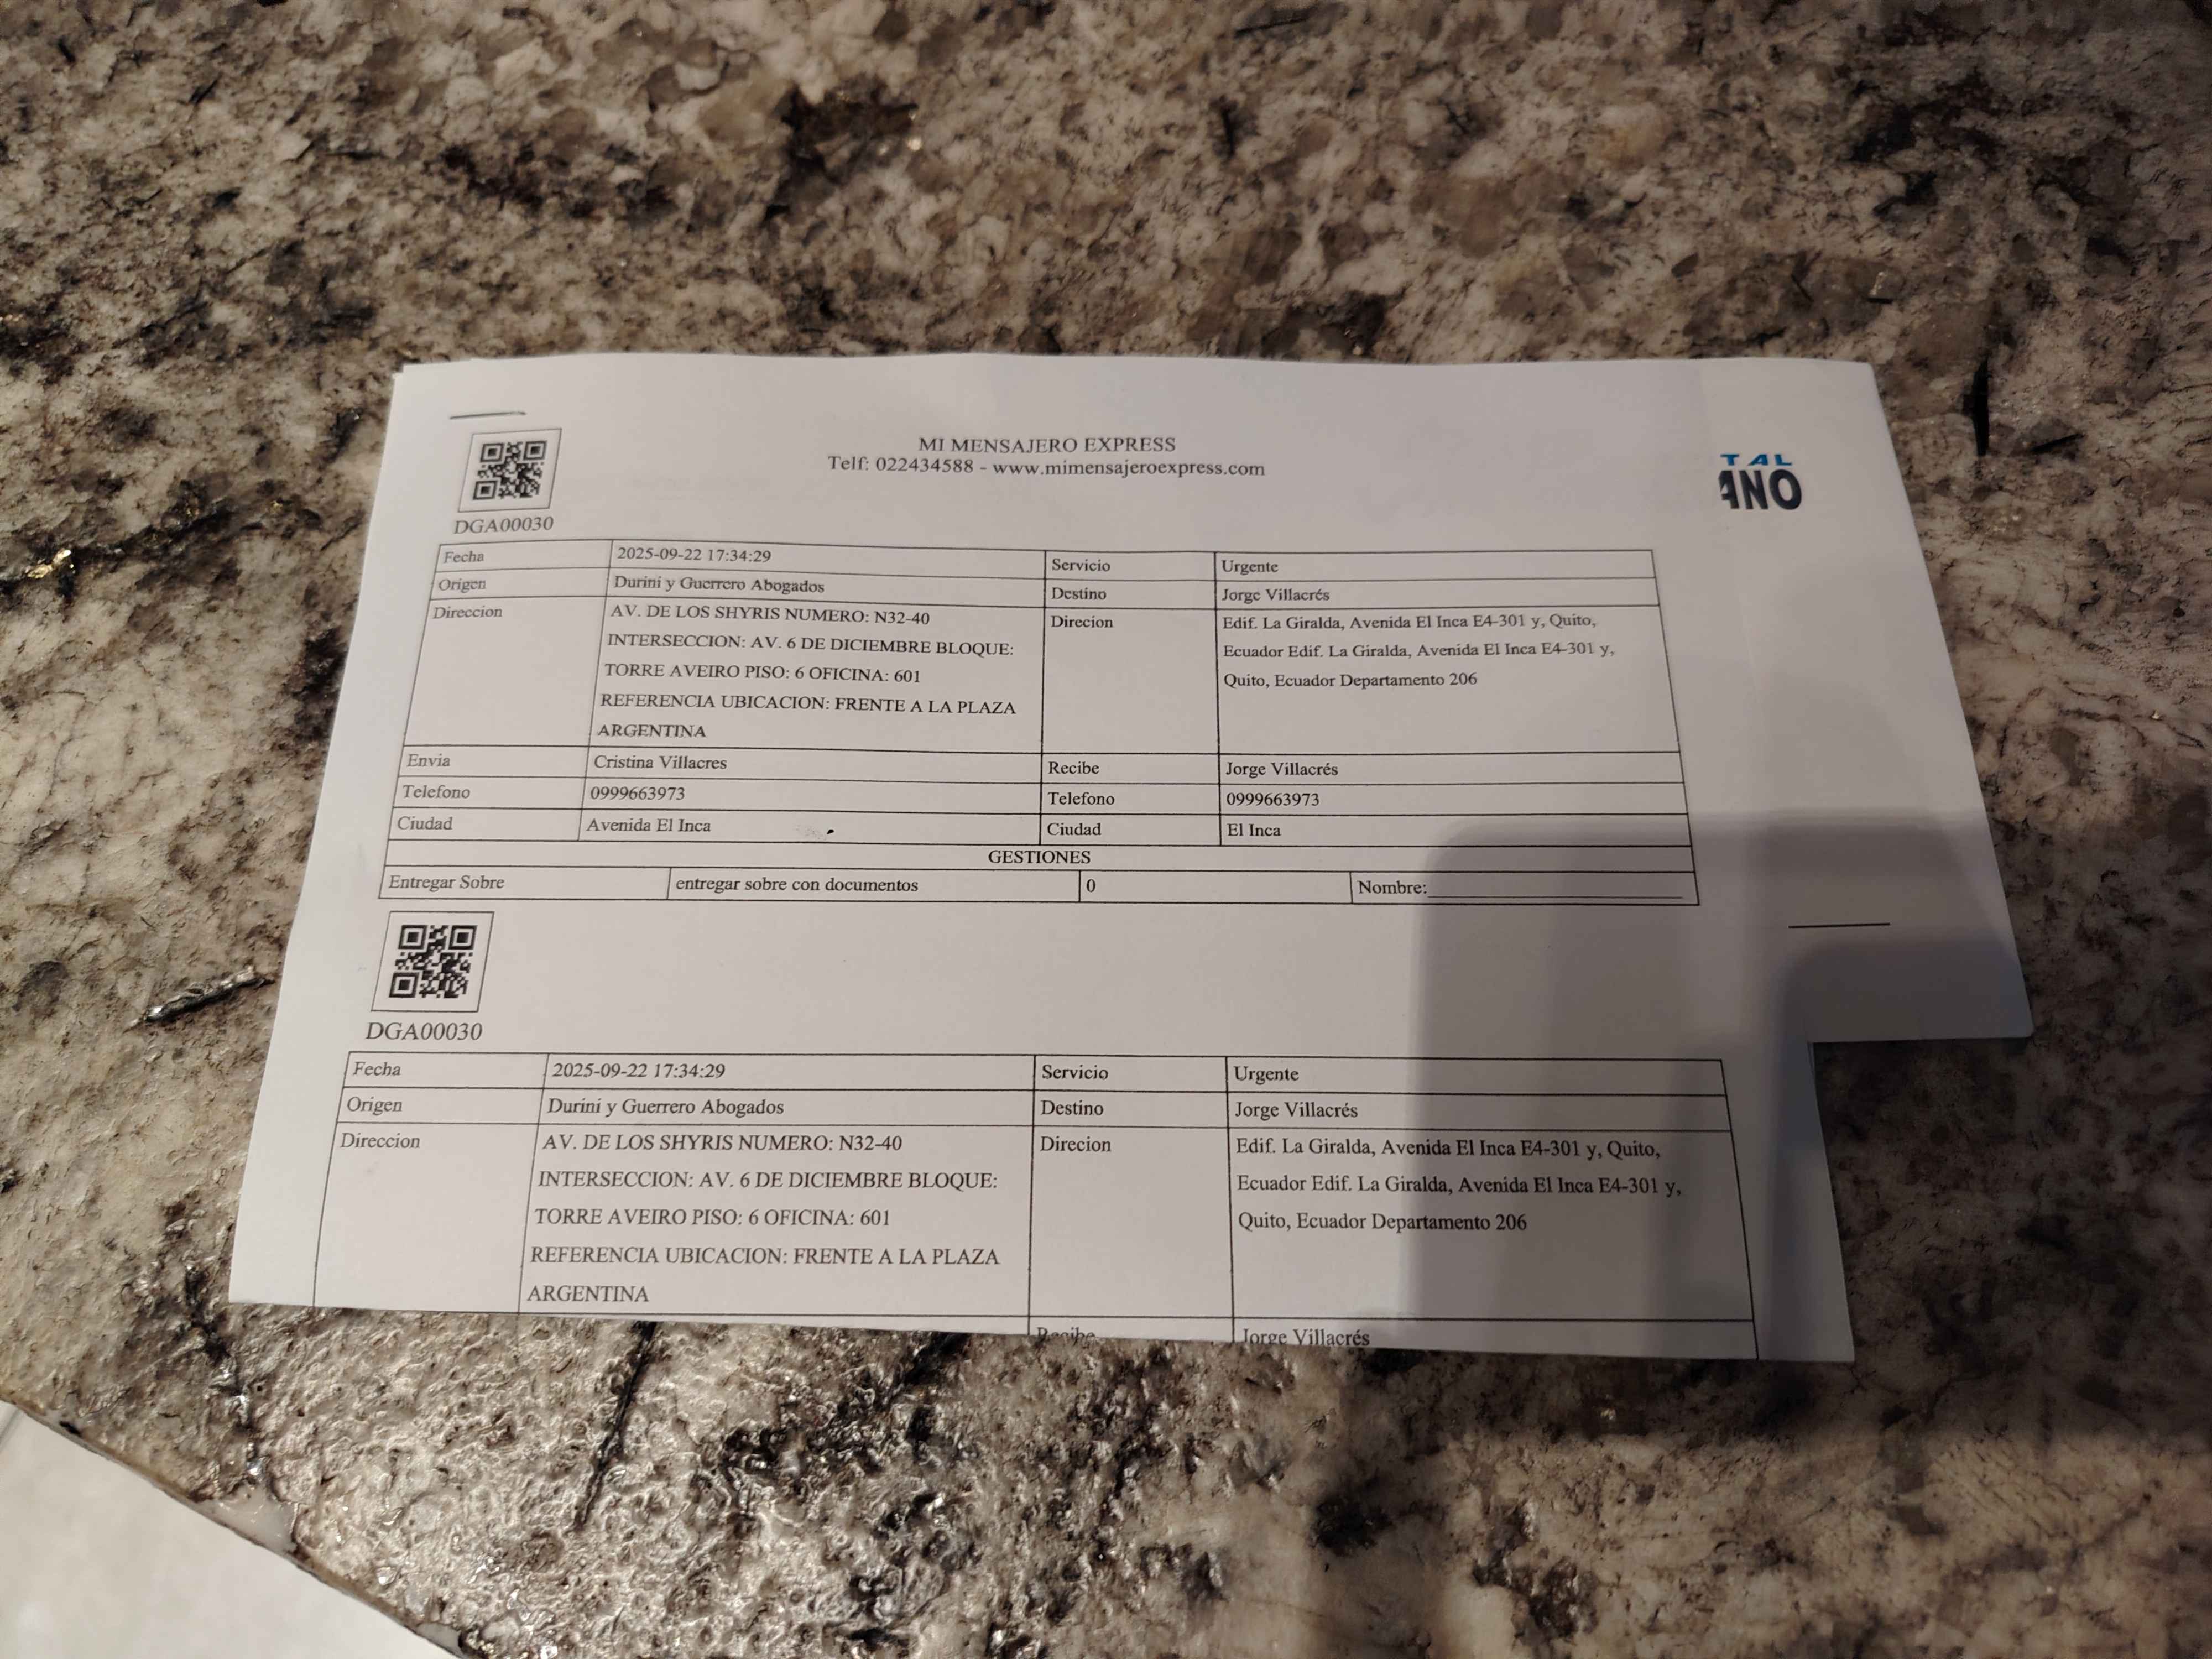 MI MENSAJERO EXPRESS
Telf: 022434588 - www.mimensajeroexpress.com
TAL
ANO
DGA00030
Fecha 2025-09-22 17:34:29 Servicio Urgente
Origen Durini y Guerrero Abogados Destino Jorge Villacrés
Direccion AV. DE LOS SHYRIS NUMERO: N32-40 Direcion Edif. La Giralda, Avenida El Inca E4-301 y, Quito,
INTERSECCION: AV. 6 DE DICIEMBRE BLOQUE: Ecuador Edif. La Giralda, Avenida El Inca E4-301 y,
TORRE AVEIRO PISO: 6 OFICINA: 601 Quito, Ecuador Departamento 206
REFERENCIA UBICACION: FRENTE A LA PLAZA
ARGENTINA
Envia Cristina Villacres Recibe Jorge Villacrés
Telefono 0999663973 Telefono 0999663973
Ciudad Avenida El Inca Ciudad El Inca
GESTIONES
Entregar Sobre entregar sobre con documentos 0 Nombre:
DGA00030
Fecha 2025-09-22 17:34:29 Servicio Urgente
Origen Durini y Guerrero Abogados Destino Jorge Villacrés
Direccion AV. DE LOS SHYRIS NUMERO: N32-40 Direcion Edif. La Giralda, Avenida El Inca E4-301 y, Quito,
INTERSECCION: AV. 6 DE DICIEMBRE BLOQUE: Ecuador Edif. La Giralda, Avenida El Inca E4-301 y,
TORRE AVEIRO PISO: 6 OFICINA: 601 Quito, Ecuador Departamento 206
REFERENCIA UBICACION: FRENTE A LA PLAZA
ARGENTINA
Recibe Jorge Villacrés